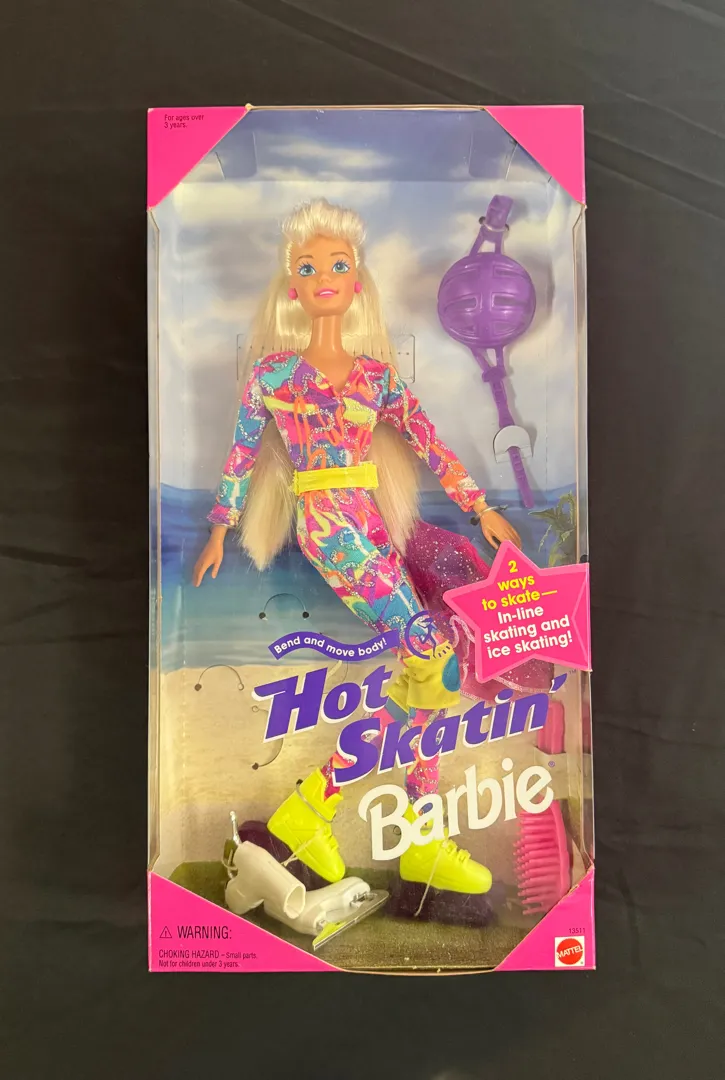 For ages over
3 years.
2
ways
to skate—
In-line
skating and
ice skating!
Bend and move body!
Hot
Skatin'
Barbie®
⚠ WARNING:
CHOKING HAZARD – Small parts.
Not for children under 3 years.
13511
MATTEL